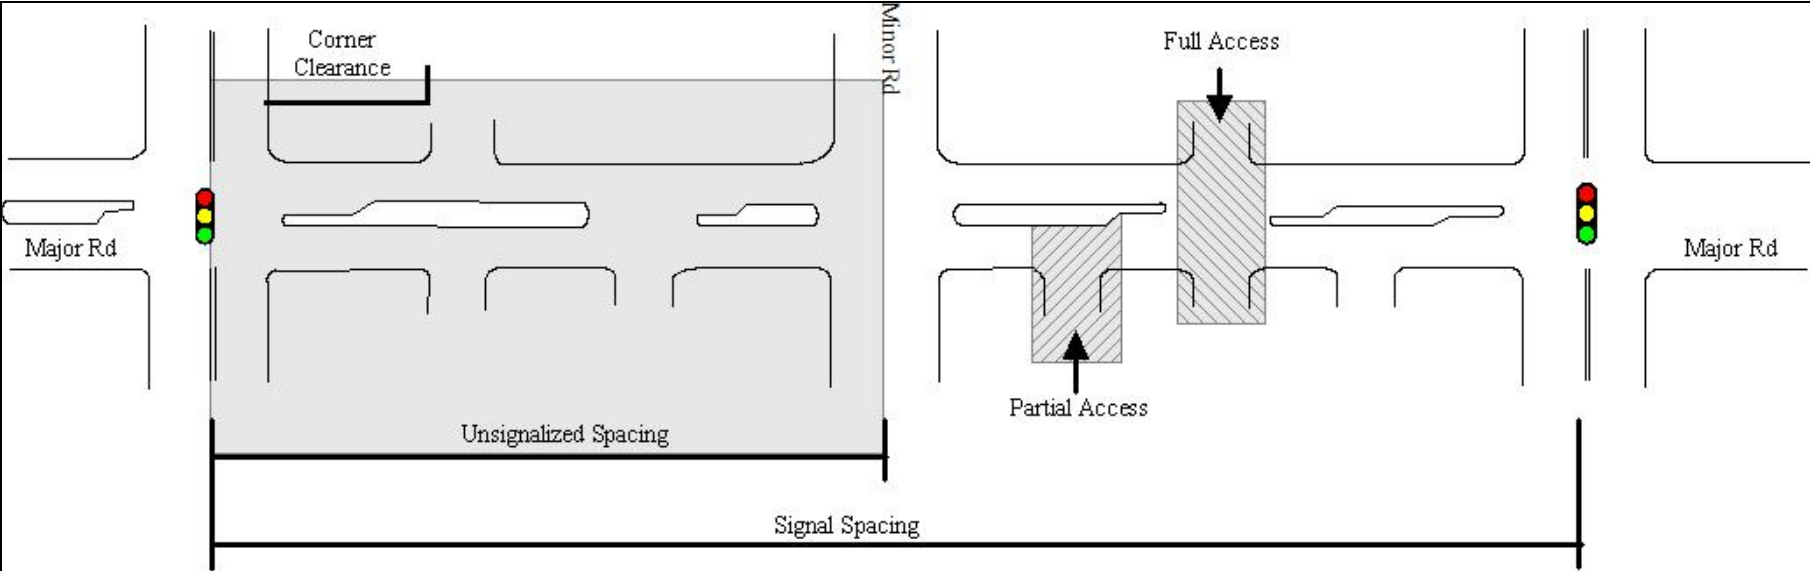 Corner
Clearance
Minor Rd
Full Access
Major Rd
Major Rd
Partial Access
Unsignalized Spacing
Signal Spacing